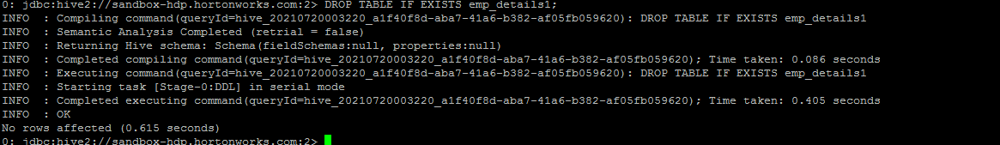 0: jdbc:hive2://sandbox-hdp.hortonworks.com:2> DROP TABLE IF EXISTS emp_details1;
INFO  : Compiling command(queryId=hive_20210720003220_a1f40f8d-aba7-41a6-b382-af05fb059620): DROP TABLE IF EXISTS emp_details1
INFO  : Semantic Analysis Completed (retrial = false)
INFO  : Returning Hive schema: Schema(fieldSchemas:null, properties:null)
INFO  : Completed compiling command(queryId=hive_20210720003220_a1f40f8d-aba7-41a6-b382-af05fb059620); Time taken: 0.086 seconds
INFO  : Executing command(queryId=hive_20210720003220_a1f40f8d-aba7-41a6-b382-af05fb059620): DROP TABLE IF EXISTS emp_details1
INFO  : Starting task [Stage-0:DDL] in serial mode
INFO  : Completed executing command(queryId=hive_20210720003220_a1f40f8d-aba7-41a6-b382-af05fb059620); Time taken: 0.405 seconds
INFO  : OK
No rows affected (0.615 seconds)
0: jdbc:hive2://sandbox-hdp.hortonworks.com:2>